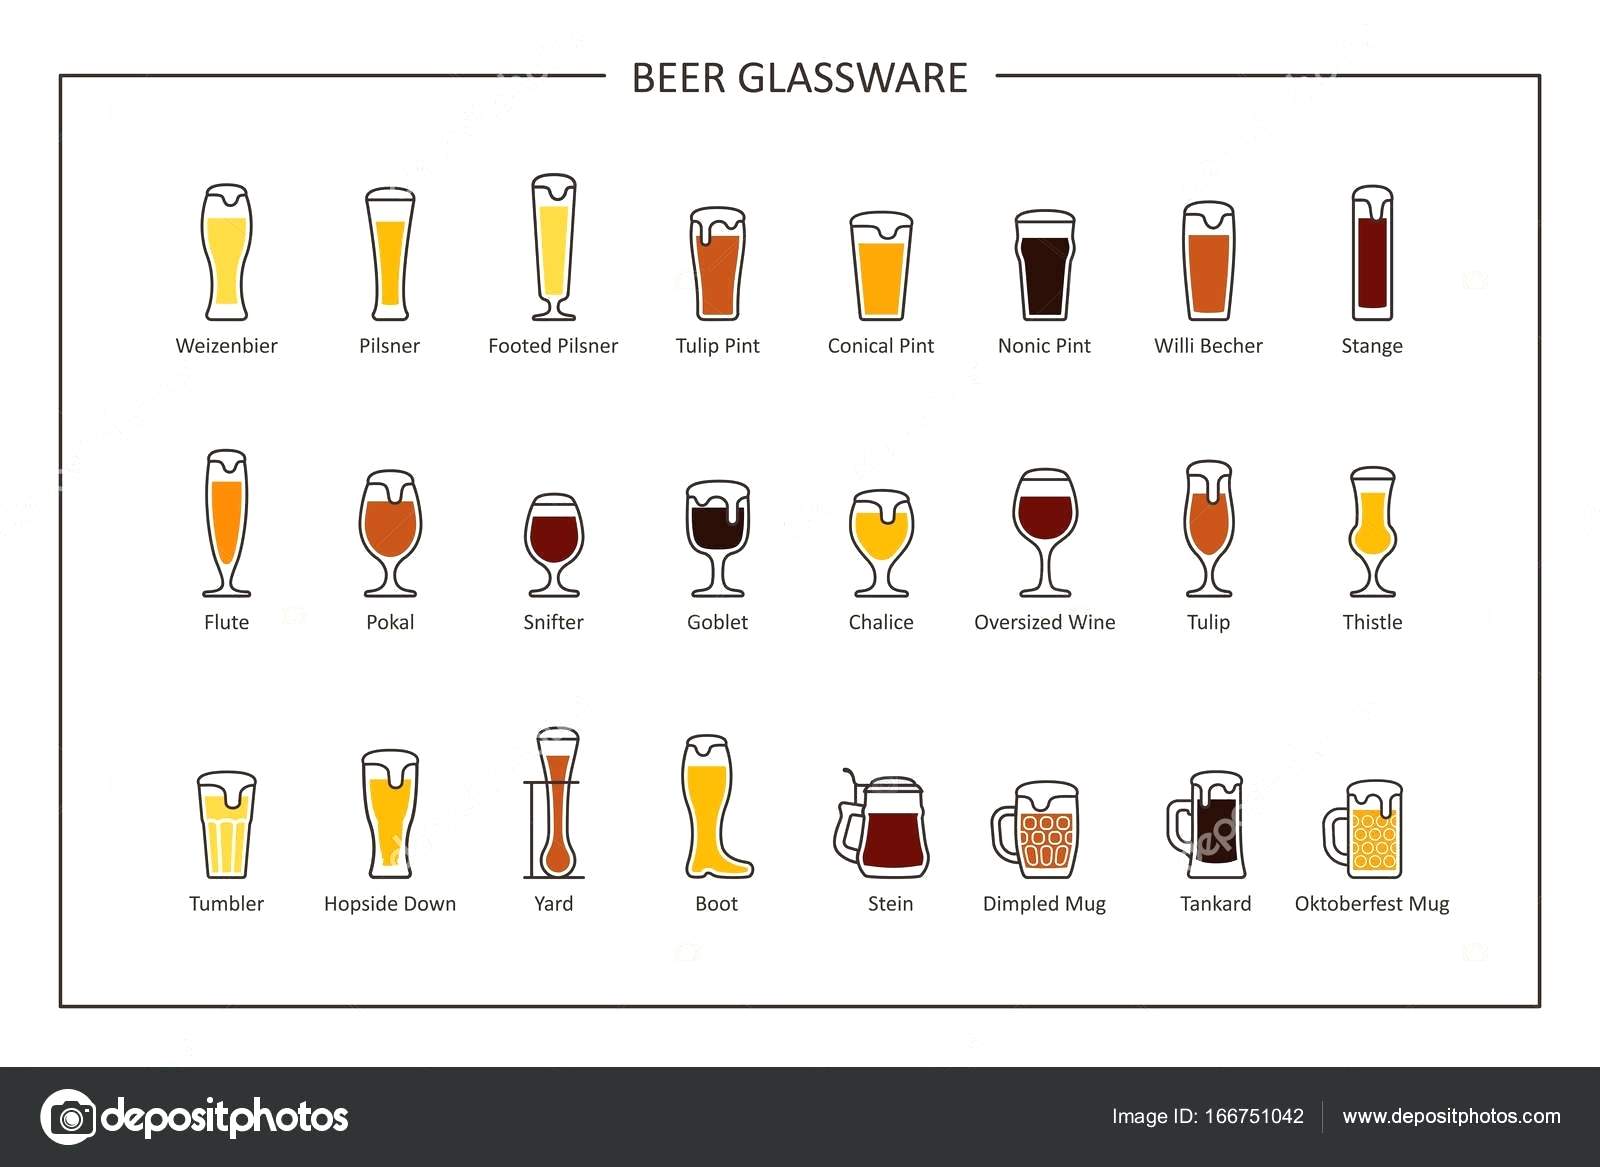 BEER GLASSWARE
Weizenbier Pilsner Footed Pilsner Tulip Pint Conical Pint Nonic Pint Willi Becher Stange
Flute Pokal Snifter Goblet Chalice Oversized Wine Tulip Thistle
Tumbler Hopside Down Yard Boot Stein Dimpled Mug Tankard Oktoberfest Mug
depositphotos Image ID: 166751042 www.depositphotos.com